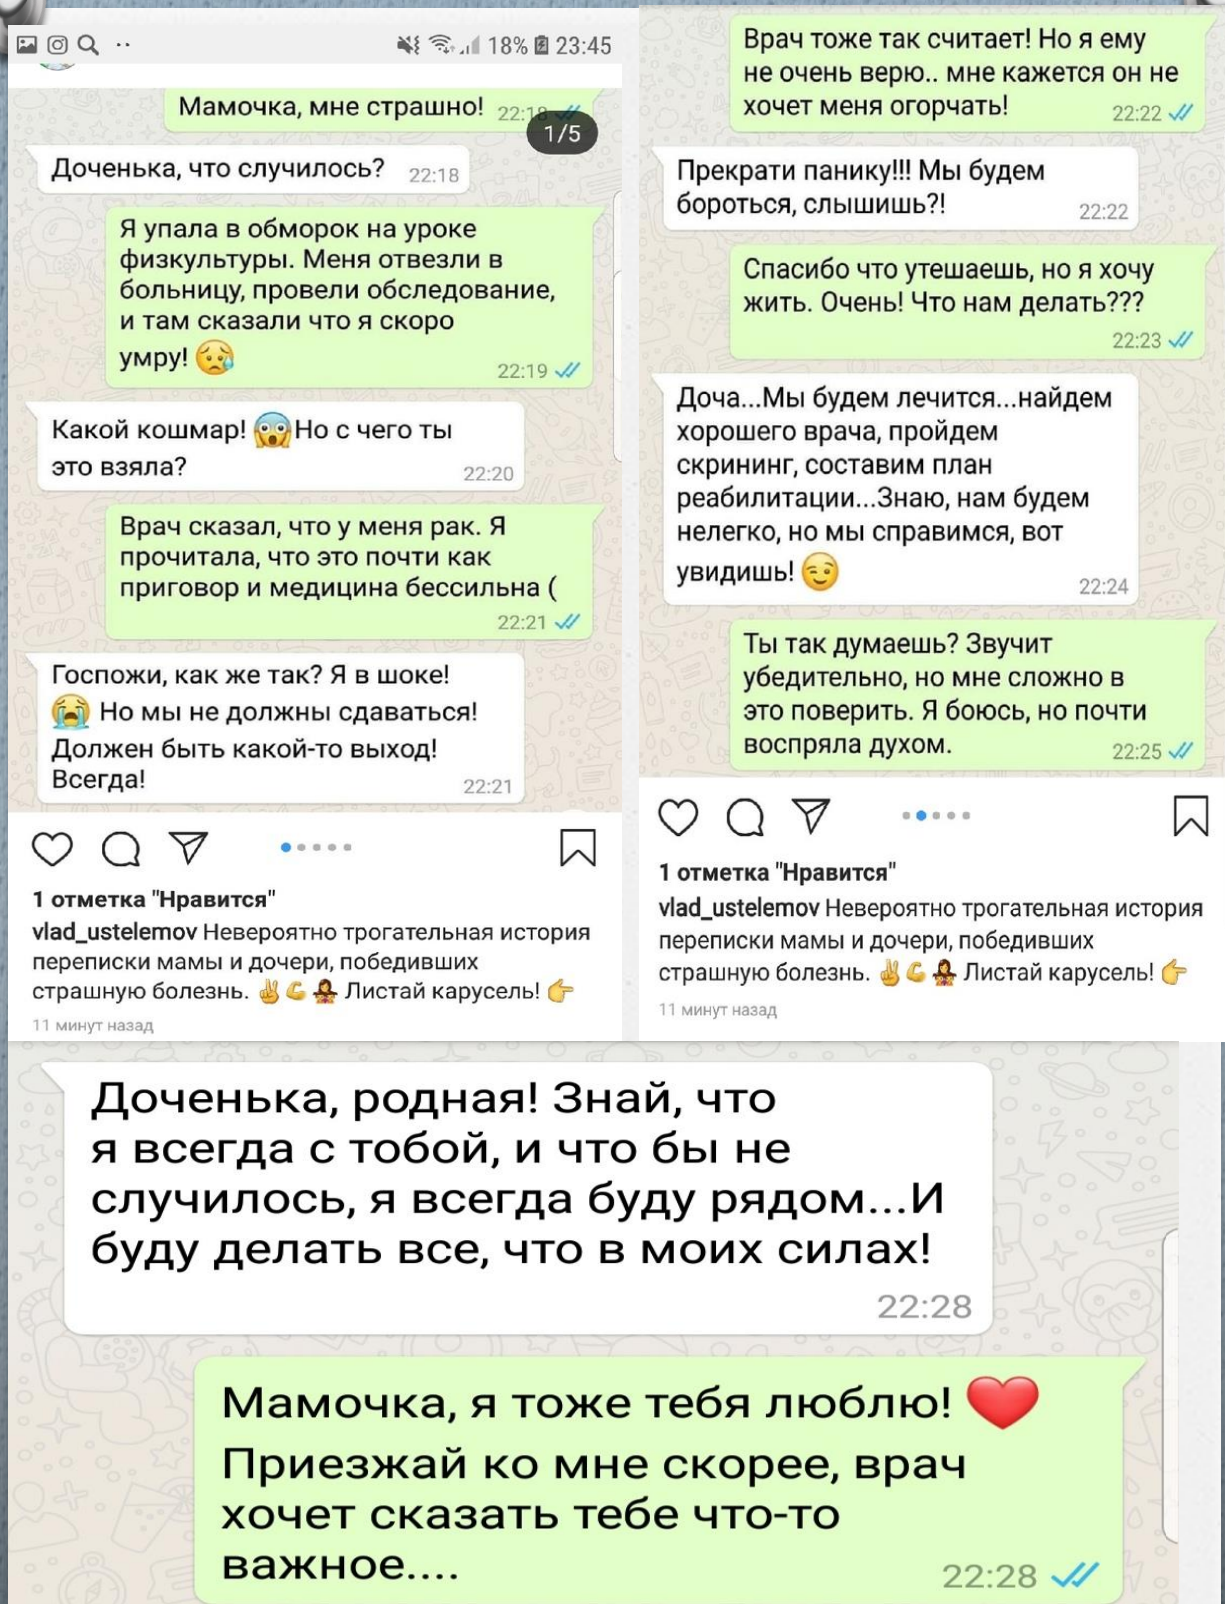 18% 23:45
Мамочка, мне страшно! 22:18
1/5
Доченька, что случилось? 22:18
Я упала в обморок на уроке
физкультуры. Меня отвезли в
больницу, провели обследование,
и там сказали что я скоро
умру! 22:19
Какой кошмар! Но с чего ты
это взяла? 22:20
Врач сказал, что у меня рак. Я
прочитала, что это почти как
приговор и медицина бессильна (
22:21
Госпожи, как же так? Я в шоке!
Но мы не должны сдаваться!
Должен быть какой-то выход!
Всегда! 22:21
1 отметка "Нравится"
vlad_ustelemov Невероятно трогательная история
переписки мамы и дочери, победивших
страшную болезнь. Листай карусель!
11 минут назад
Врач тоже так считает! Но я ему
не очень верю.. мне кажется он не
хочет меня огорчать! 22:22
Прекрати панику!!! Мы будем
бороться, слышишь?! 22:22
Спасибо что утешаешь, но я хочу
жить. Очень! Что нам делать???
22:23
Доча...Мы будем лечится...найдем
хорошего врача, пройдем
скрининг, составим план
реабилитации...Знаю, нам будем
нелегко, но мы справимся, вот
увидишь! 22:24
Ты так думаешь? Звучит
убедительно, но мне сложно в
это поверить. Я боюсь, но почти
воспряла духом. 22:25
1 отметка "Нравится"
vlad_ustelemov Невероятно трогательная история
переписки мамы и дочери, победивших
страшную болезнь. Листай карусель!
11 минут назад
Доченька, родная! Знай, что
я всегда с тобой, и что бы не
случилось, я всегда буду рядом...И
буду делать все, что в моих силах!
22:28
Мамочка, я тоже тебя люблю!
Приезжай ко мне скорее, врач
хочет сказать тебе что-то
важное.... 22:28